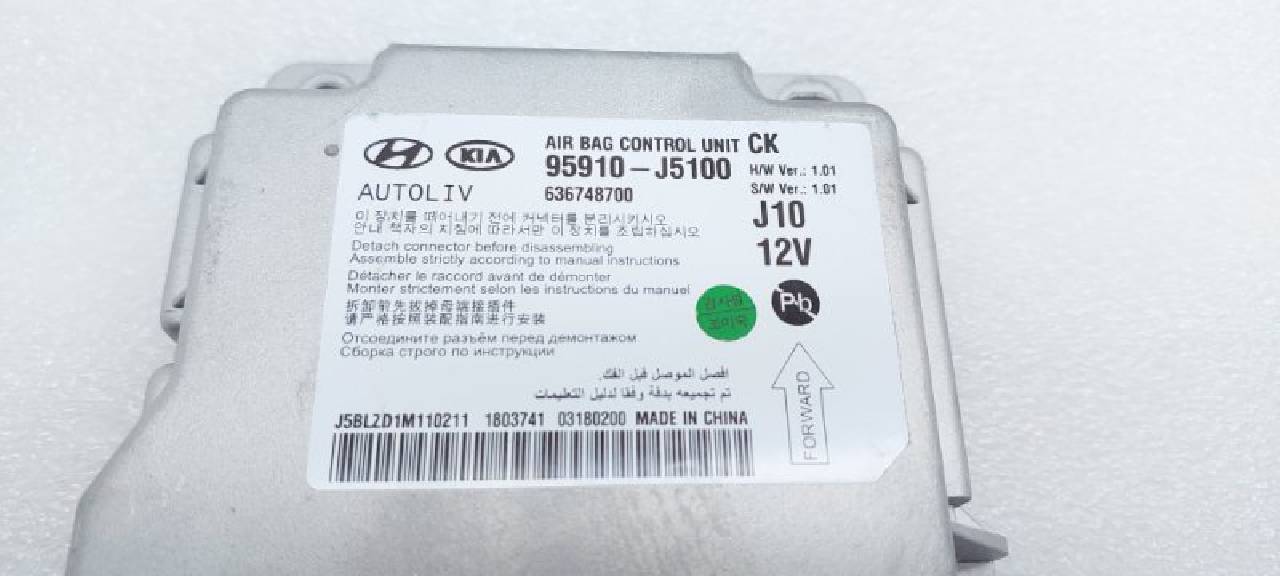 KIA
AIR BAG CONTROL UNIT CK
95910-J5100
H/W Ver.: 1.01
AUTOLIV
636748700
S/W Ver.: 1.01
J10
12V
이 장치를 떼어내기 전에 커넥터를 분리시키시오
안내 책자의 지침에 따라서만 이 장치를 조립하십시오
Detach connector before disassembling
Assemble strictly according to manual instructions
Détacher le raccord avant de démonter
Monter strictement selon les instructions du manuel
拆卸前先拔掉母端接插件
请严格按照装配指南进行安装
Pb
Отсоедините разъём перед демонтажом
Сборка строго по инструкции
افصل الموصل قبل الفك.
تم تجميعه بدقة وفقا لدليل التعليمات
FORWARD
J5BLZD1M110211 1803741 03180200 MADE IN CHINA